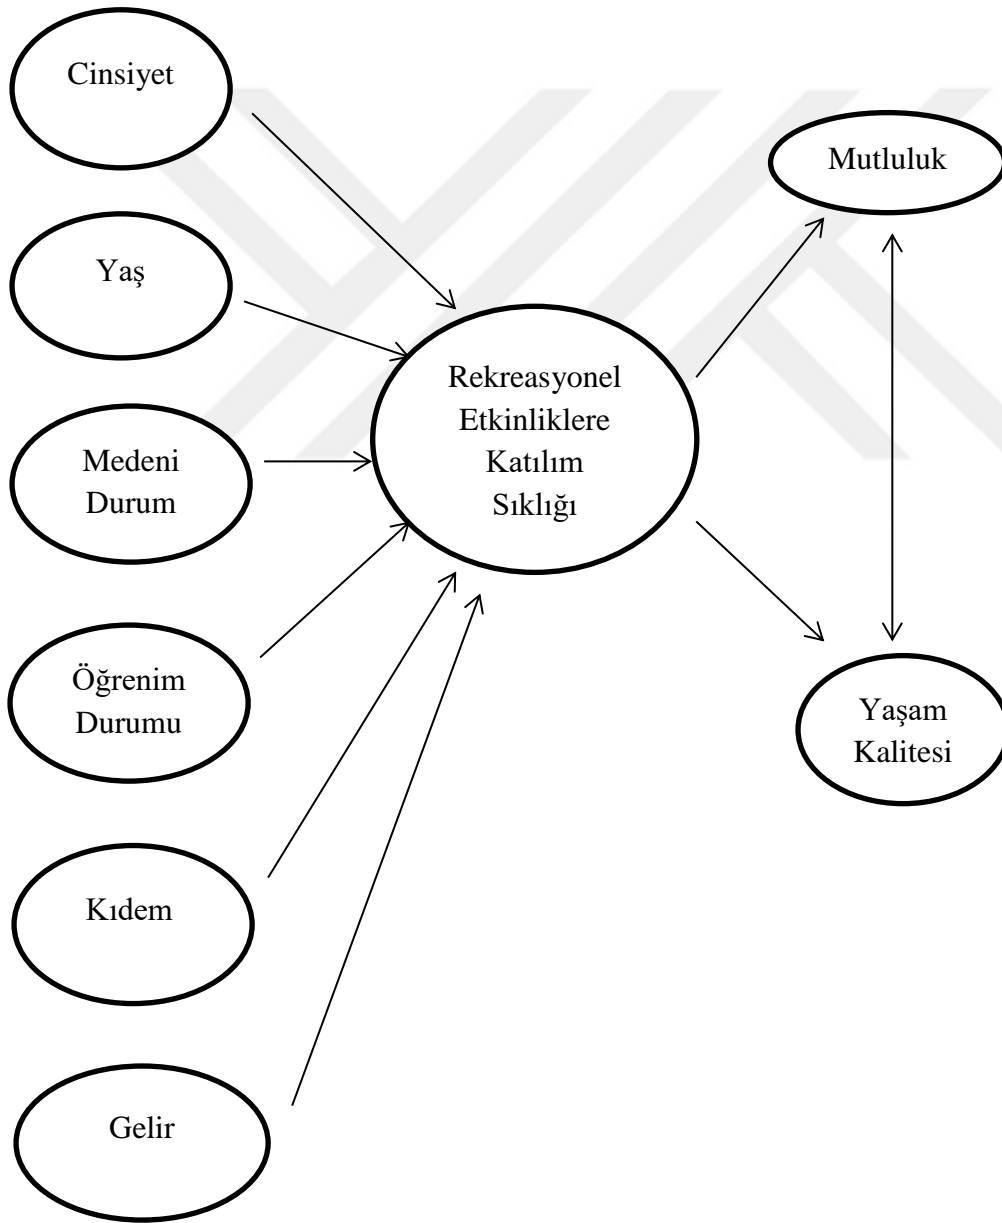 Cinsiyet
Yaş
Medeni
Durum
Öğrenim
Durumu
Kıdem
Gelir
Rekreasyonel
Etkinliklere
Katılım
Sıklığı
Mutluluk
Yaşam
Kalitesi